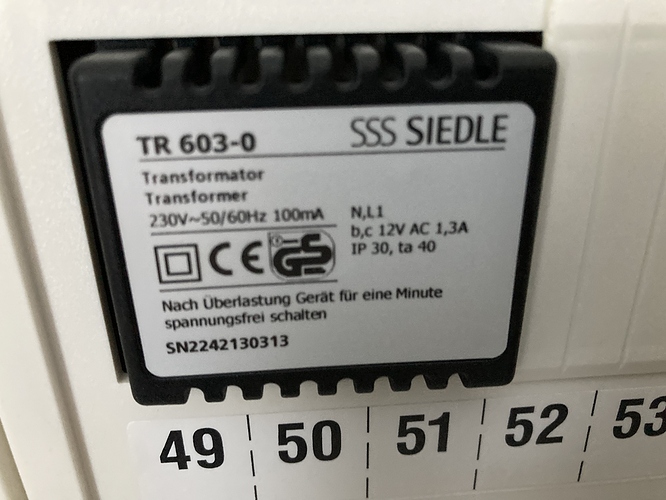 TR 603-0
SSS SIEDLE
Transformator
Transformer
230V~50/60Hz 100mA
N,L1
b,c 12V AC 1,3A
IP 30, ta 40
CE GS
Nach Überlastung Gerät für eine Minute
spannungsfrei schalten
SN2242130313
49 50 51 52 53